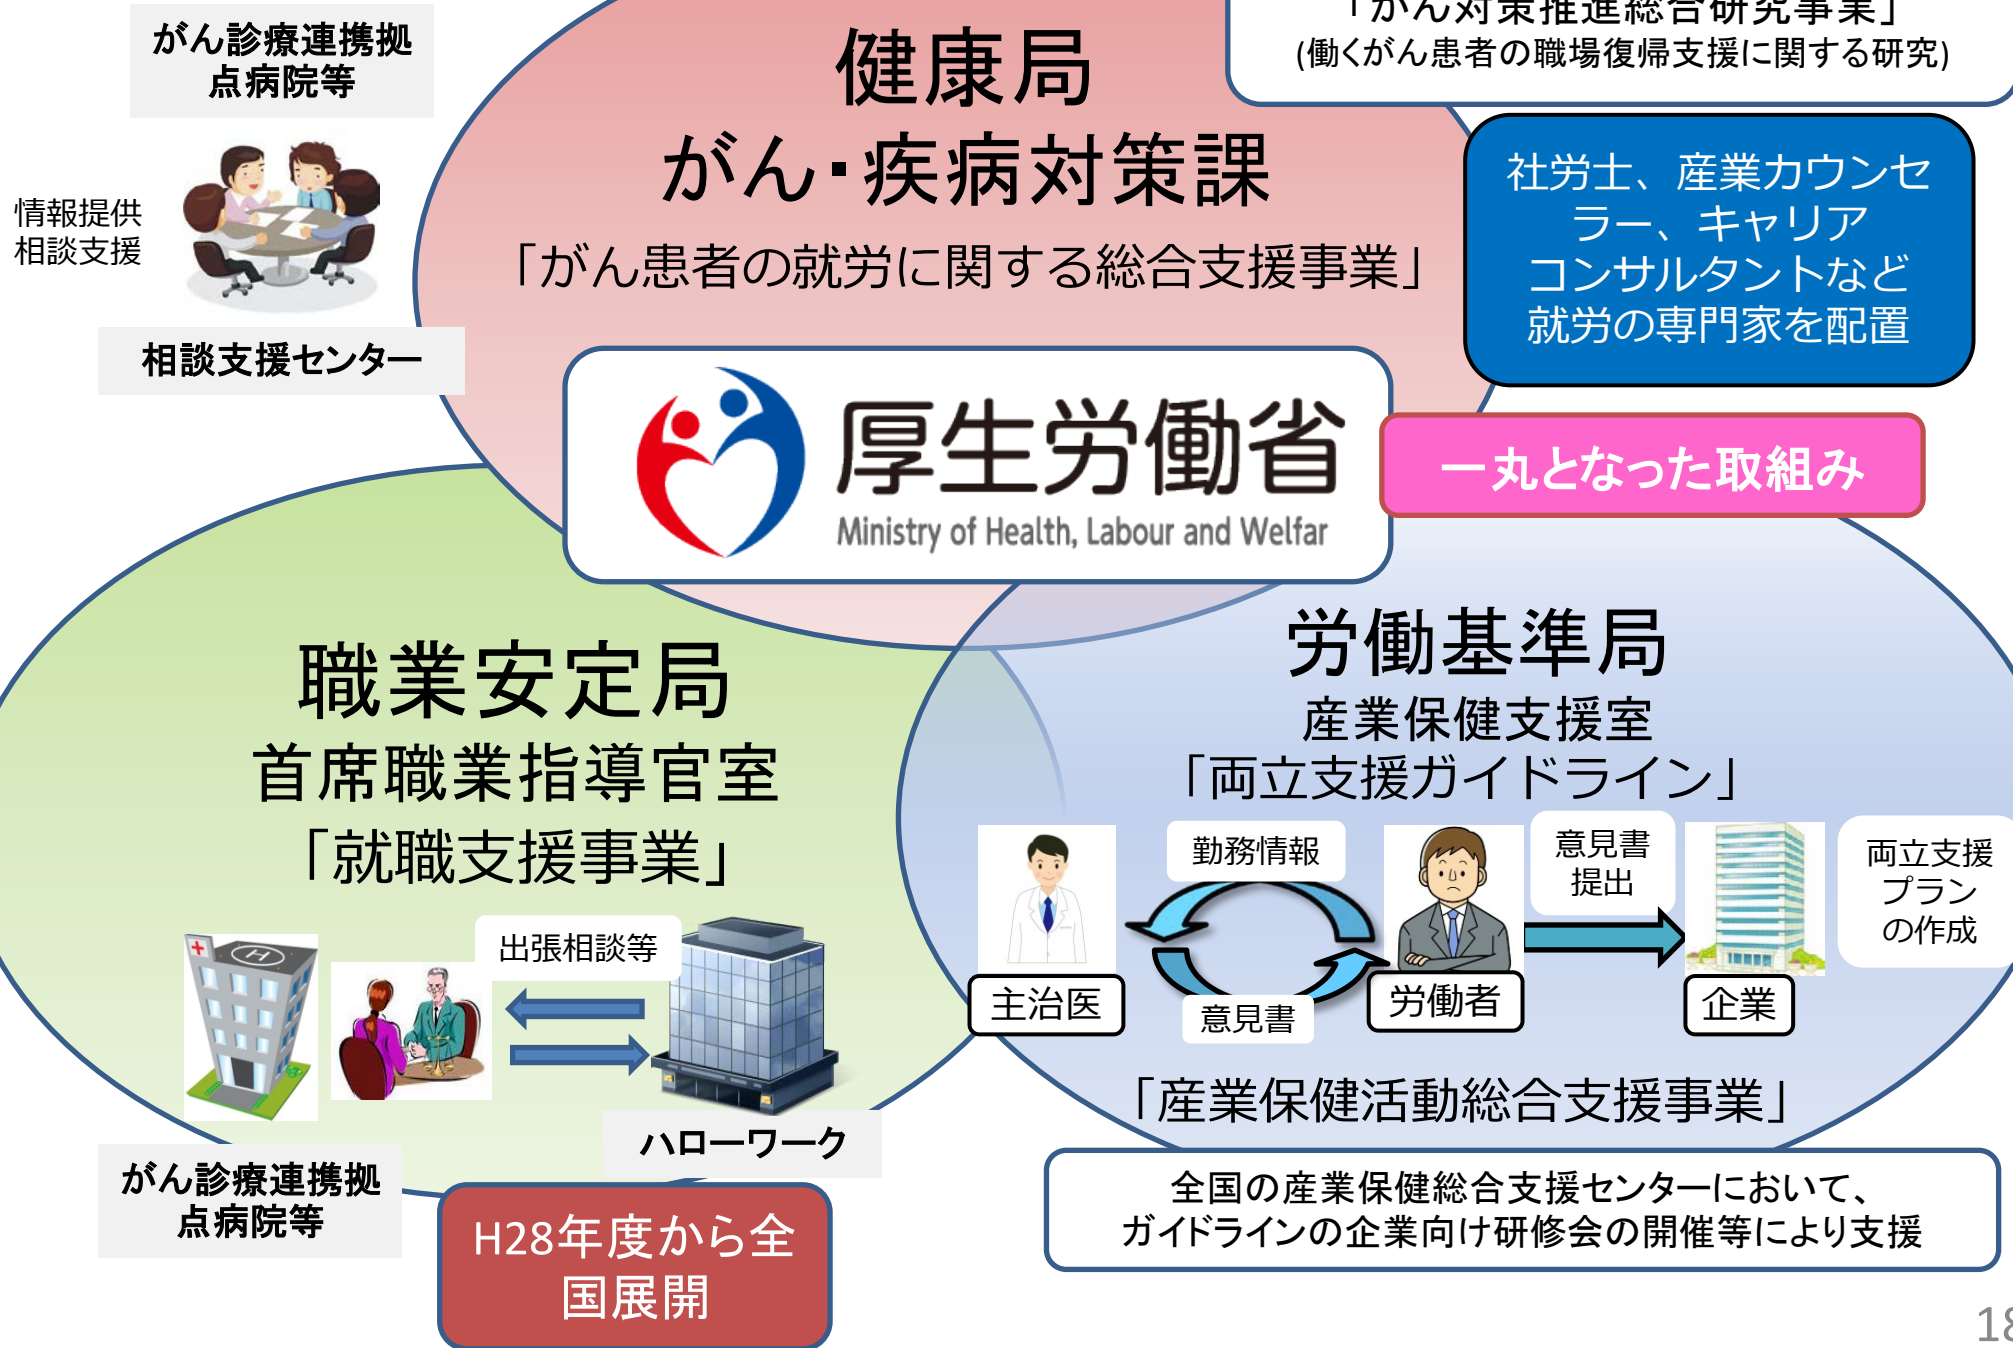 がん診療連携拠
点病院等
情報提供
相談支援
相談支援センター
健康局
がん・疾病対策課
「がん患者の就労に関する総合支援事業」
「がん対策推進総合研究事業」
(働くがん患者の職場復帰支援に関する研究)
社労士、産業カウンセ
ラー、キャリア
コンサルタントなど
就労の専門家を配置
厚生労働省
Ministry of Health, Labour and Welfar
一丸となった取組み
職業安定局
首席職業指導官室
「就職支援事業」
出張相談等
H
ハローワーク
がん診療連携拠
点病院等
H28年度から全
国展開
労働基準局
産業保健支援室
「両立支援ガイドライン」
勤務情報
意見書
提出
両立支援
プラン
の作成
主治医
意見書
労働者
企業
「産業保健活動総合支援事業」
全国の産業保健総合支援センターにおいて、
ガイドラインの企業向け研修会の開催等により支援
18